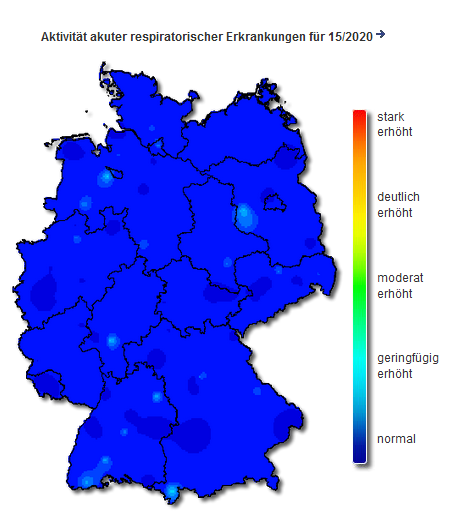 Aktivität akuter respiratorischer Erkrankungen für 15/2020
stark
erhöht
deutlich
erhöht
moderat
erhöht
geringfügig
erhöht
normal